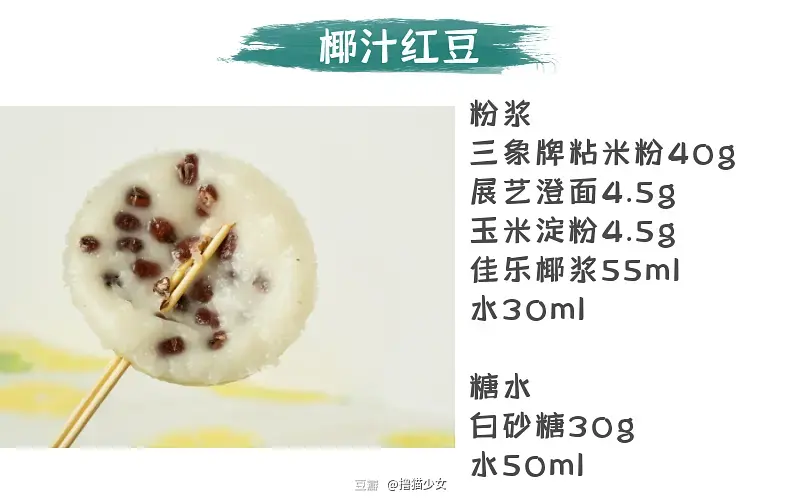 椰汁红豆
粉浆
三象牌粘米粉40g
展艺澄面4.5g
玉米淀粉4.5g
佳乐椰浆55ml
水30ml
糖水
白砂糖30g
水50ml
豆瓣 @撸猫少女